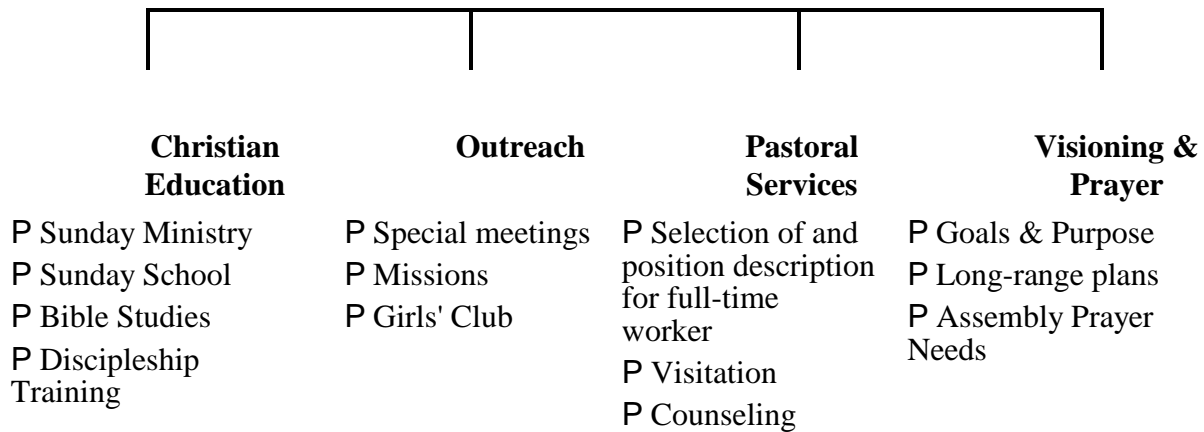 Christian
Education
P Sunday Ministry
P Sunday School
P Bible Studies
P Discipleship
Training
Outreach
P Special meetings
P Missions
P Girls' Club
Pastoral
Services
P Selection of and
position description
for full-time
worker
P Visitation
P Counseling
Visioning &
Prayer
P Goals & Purpose
P Long-range plans
P Assembly Prayer
Needs